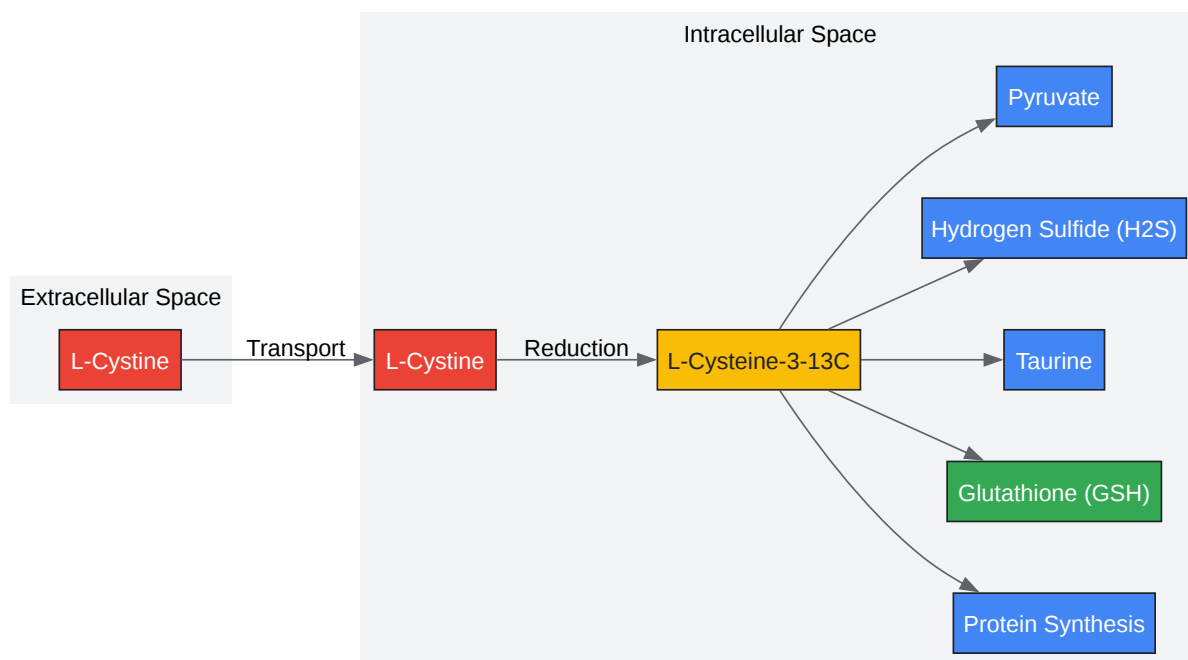 Intracellular Space
Pyruvate
Hydrogen Sulfide (H2S)
Extracellular Space
L-Cystine
Transport
L-Cystine
Reduction
L-Cysteine-3-13C
Taurine
Glutathione (GSH)
Protein Synthesis